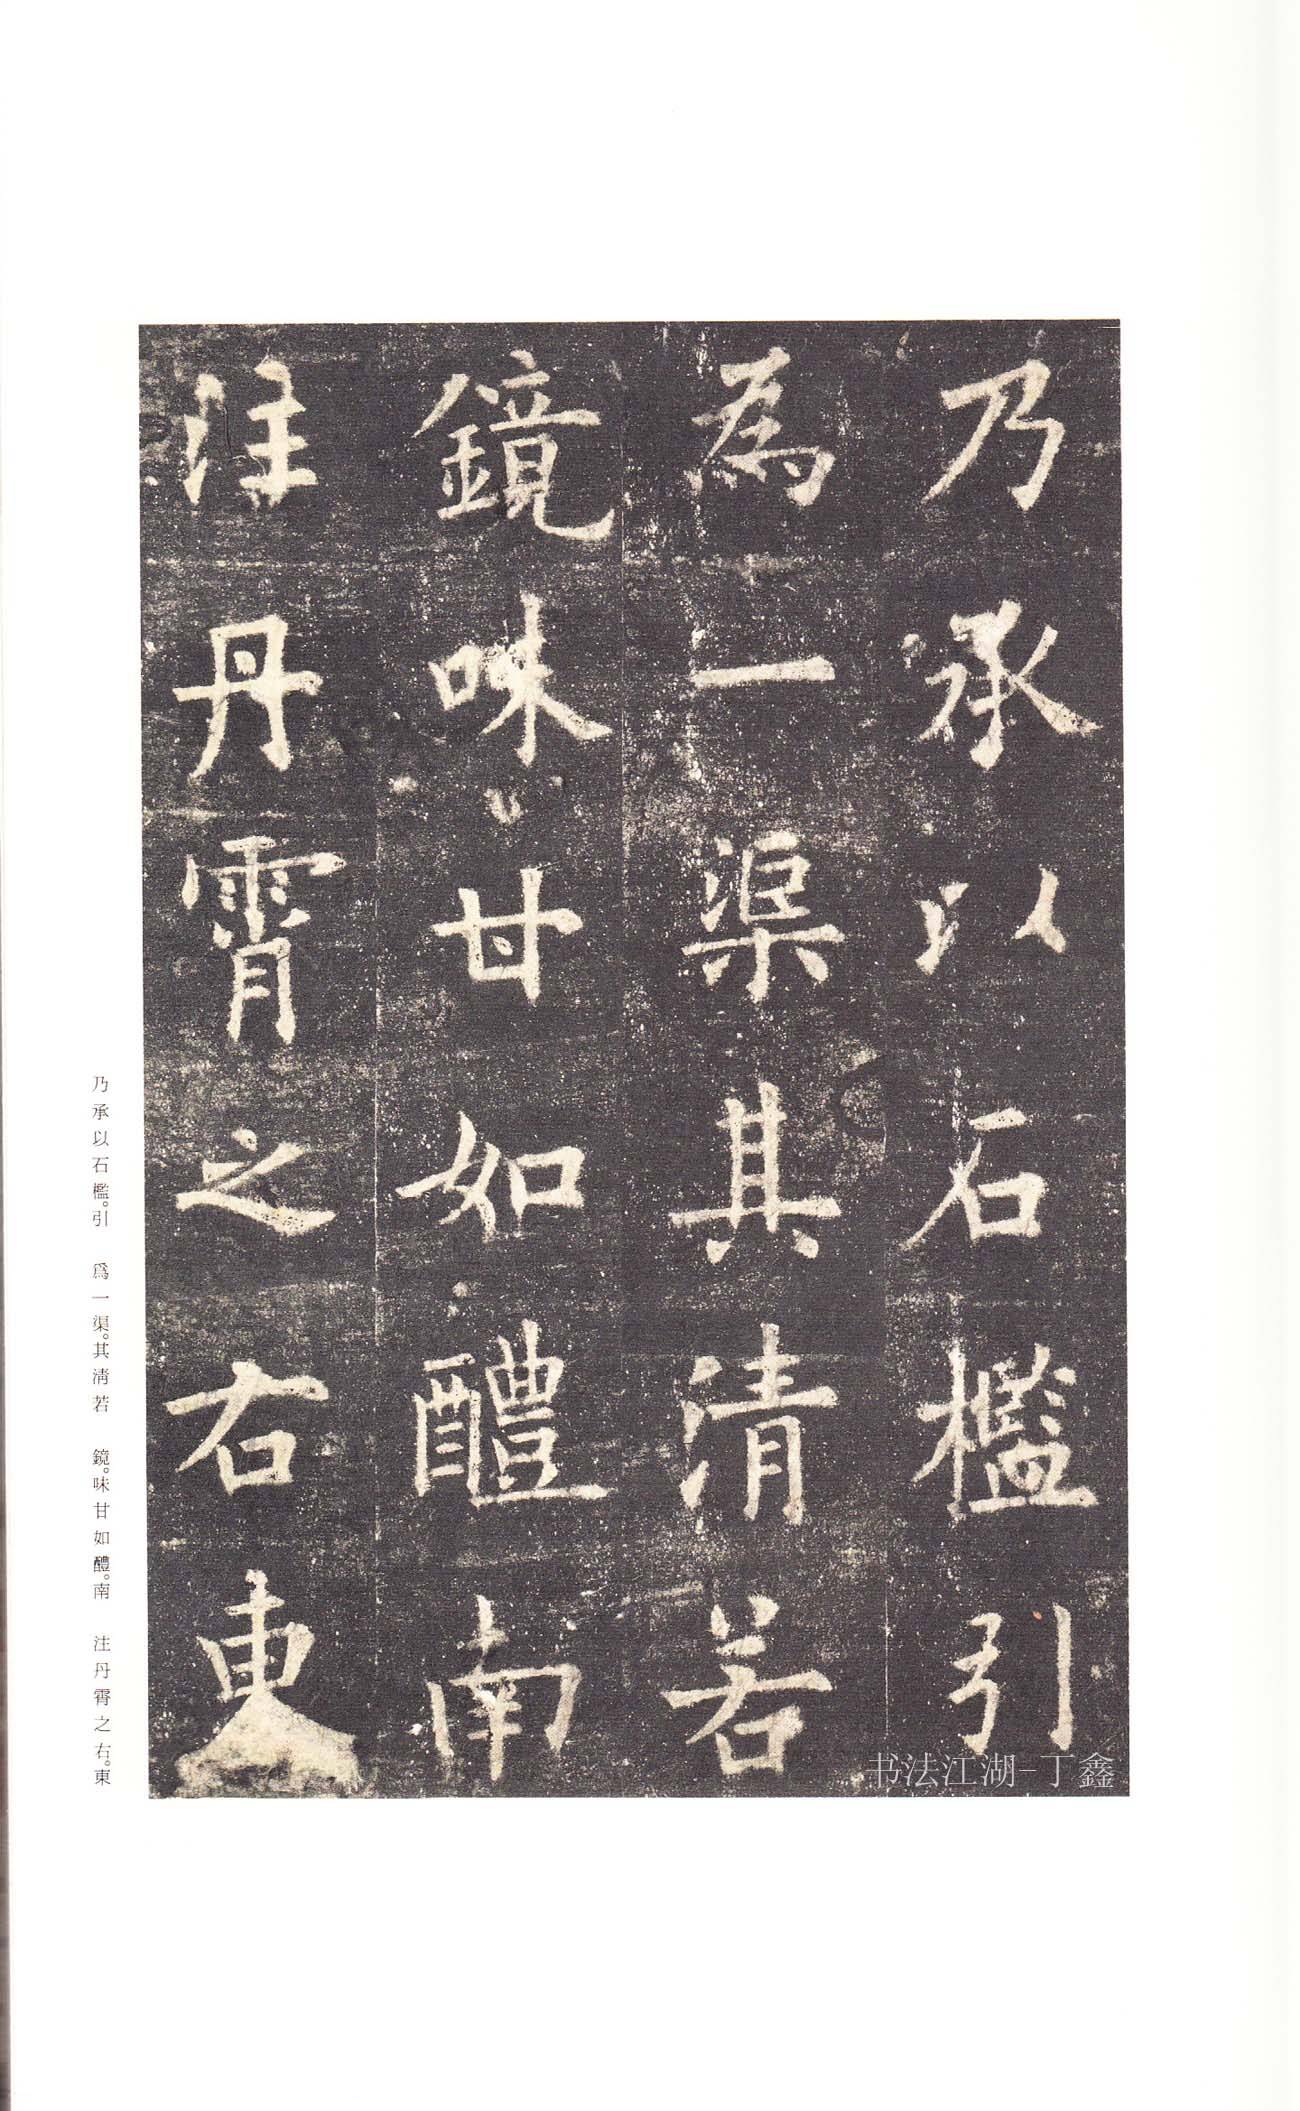 乃承以石檻引
為一渠其清若
鏡味甘如醴南
注丹霄之右東
乃承以石檻。引　爲一渠。其淸若　鏡。味甘如醴。南　注丹霄之右。東
书法江湖-丁鑫